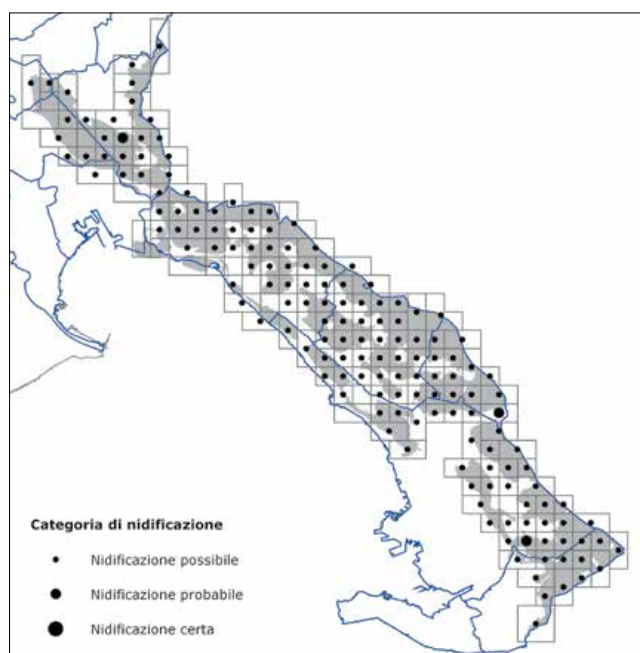 Categoria di nidificazione
Nidificazione possibile
Nidificazione probabile
Nidificazione certa